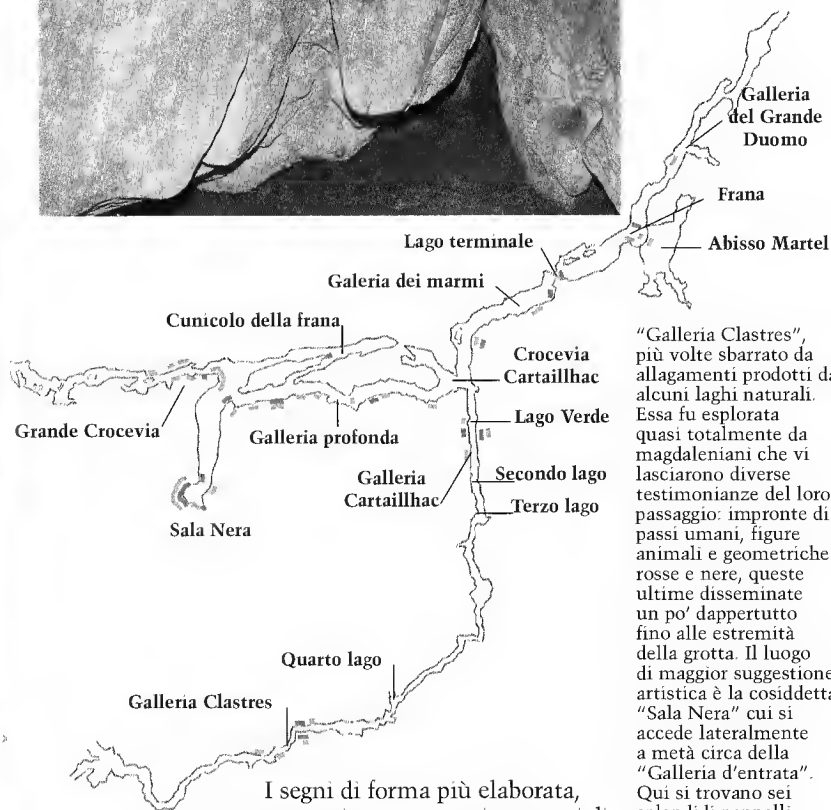 Galleria
del Grande
Duomo
Frana
Abisso Martel
Lago terminale
Galeria dei marmi
Cunicolo della frana
Crocevia
Cartaillhac
Grande Crocevia
Galleria profonda
Lago Verde
Galleria
Cartaillhac
Secondo lago
Terzo lago
Sala Nera
Quarto lago
Galleria Clastres
"Galleria Clastres",
più volte sbarrato da
allagamenti prodotti da
alcuni laghi naturali.
Essa fu esplorata
quasi totalmente da
magdaleniani che vi
lasciarono diverse
testimonianze del loro
passaggio: impronte di
passi umani, figure
animali e geometriche
rosse e nere, queste
ultime disseminate
un po' dappertutto
fino alle estremità
della grotta. Il luogo
di maggior suggestione
artistica è la cosiddetta
"Sala Nera" cui si
accede lateralmente
a metà circa della
"Galleria d'entrata".
Qui si trovano sei
I segni di forma più elaborata,